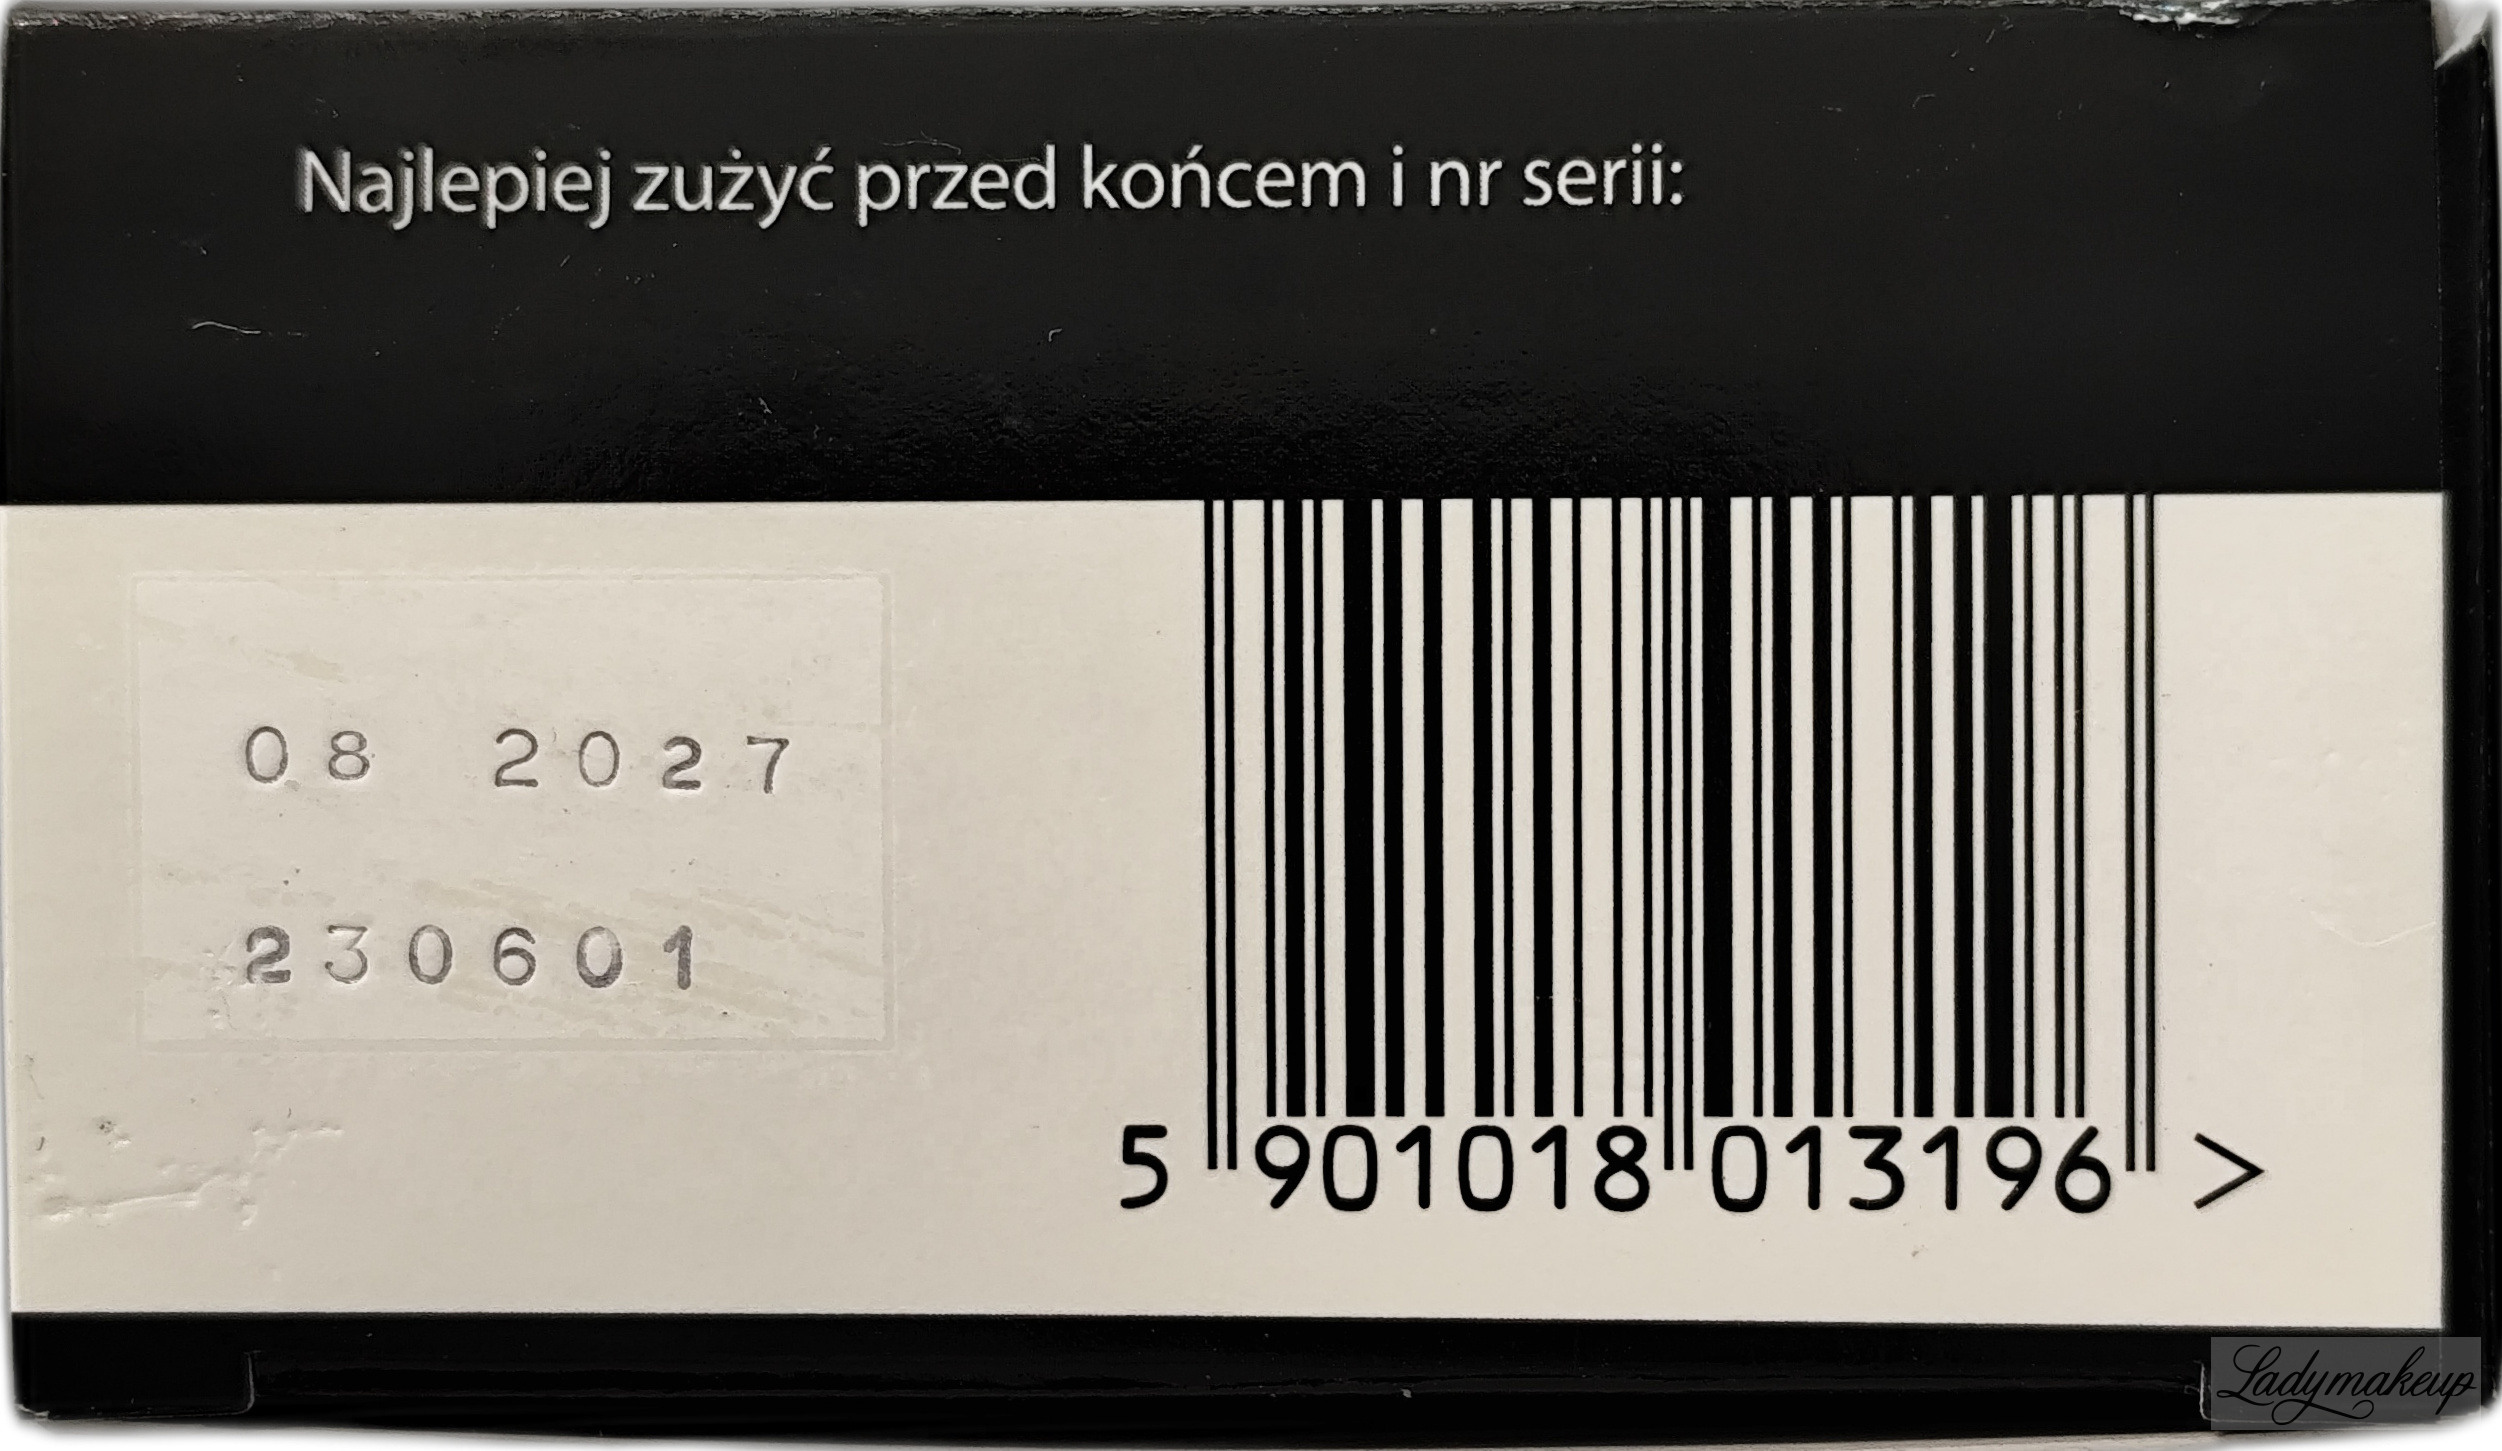 Najlepiej zużyć przed końcem i nr serii:
08 2027
230601
5 901018 013196 >
Ladymakeup